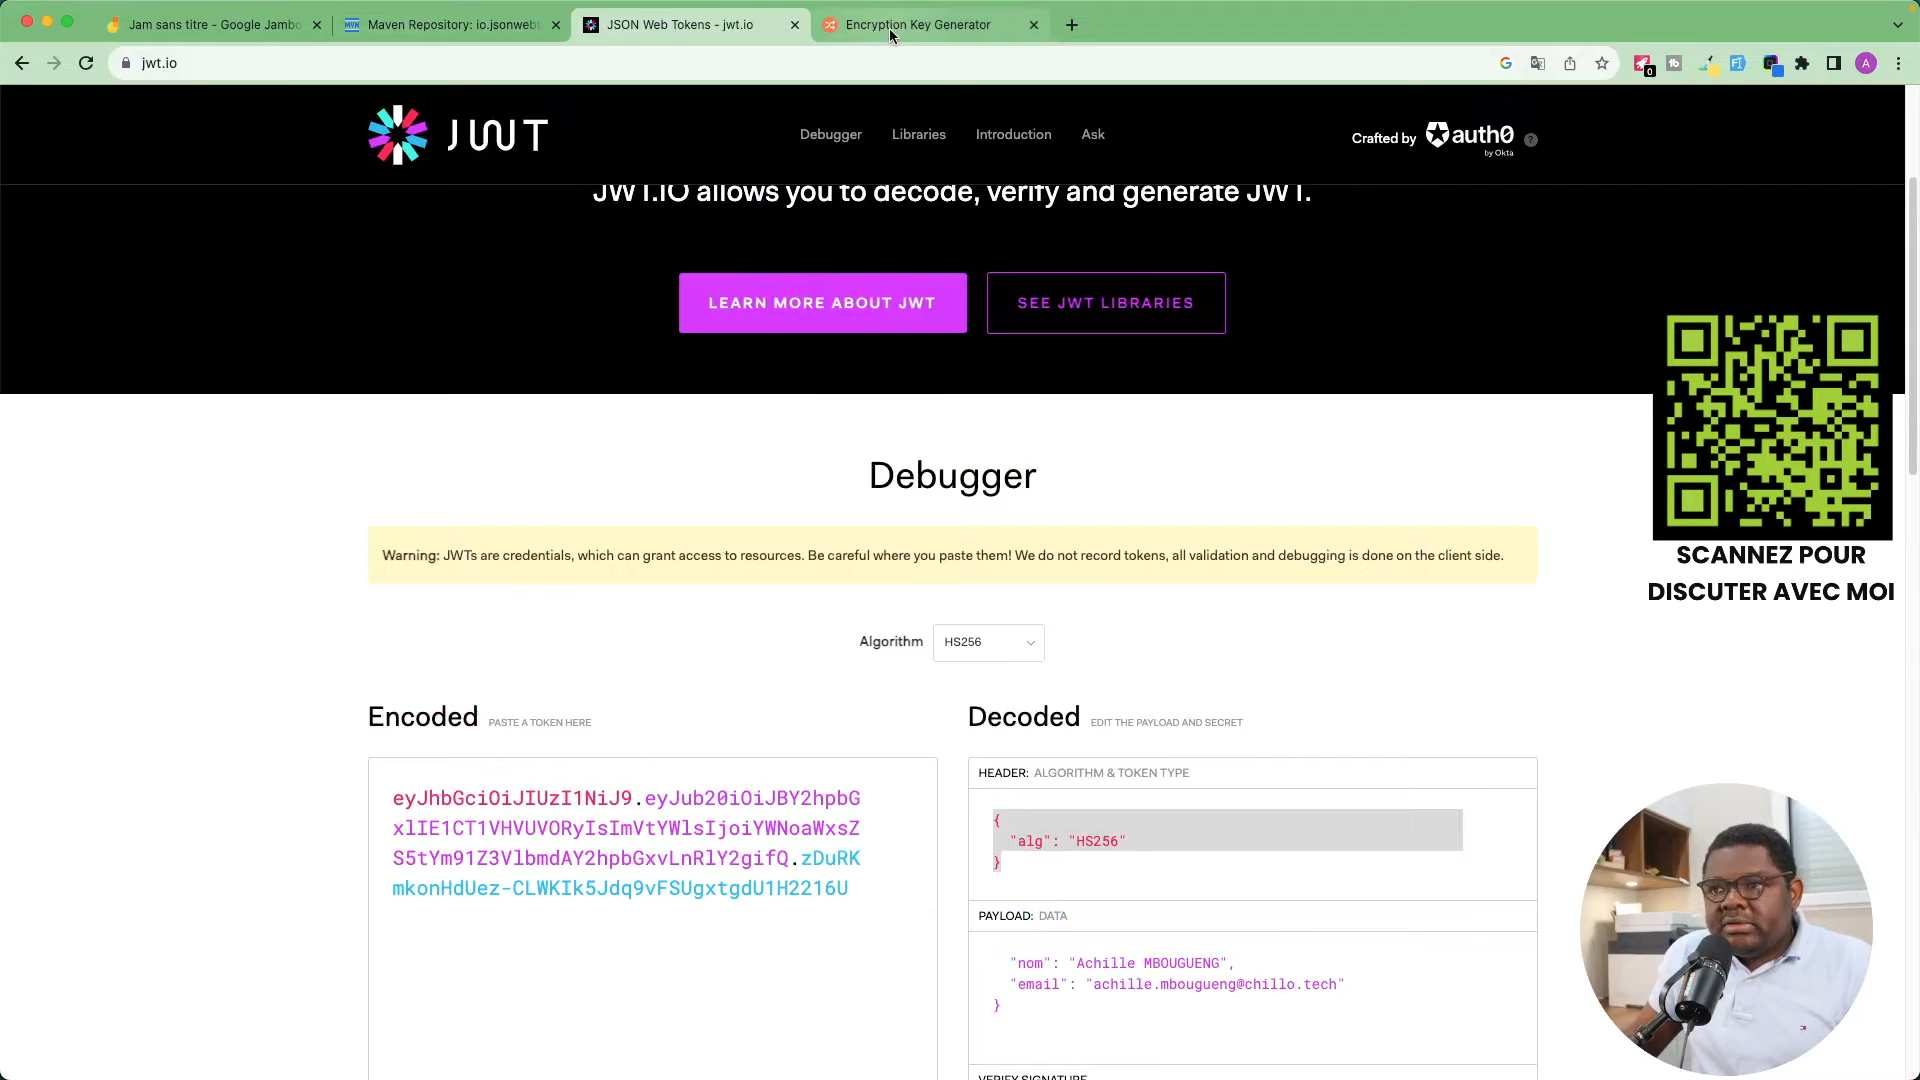 Jam sans titre - Google Jambo
Maven Repository: io.jsonwebt
JSON Web Tokens - jwt.io
Encryption Key Generator
jwt.io
0
A
JWT
Debugger
Libraries
Introduction
Ask
Crafted by
auth0
by Okta
?
JWT.IO allows you to decode, verify and generate JWT.
LEARN MORE ABOUT JWT
SEE JWT LIBRARIES
Debugger
Warning: JWTs are credentials, which can grant access to resources. Be careful where you paste them! We do not record tokens, all validation and debugging is done on the client side.
SCANNEZ POUR
DISCUTER AVEC MOI
Algorithm HS256
Encoded PASTE A TOKEN HERE
eyJhbGciOiJIUzI1NiJ9.eyJub20iOiJBY2hpbG
xlIE1CT1VHVUVORyIsImVtYWlsIjoiYWNoaWxsZ
S5tYm91Z3VlbmdAY2hpbGxvLnRlY2gifQ.zDuRK
mkonHdUez-CLWKIk5Jdq9vFSUgxtgdU1H2216U
Decoded EDIT THE PAYLOAD AND SECRET
HEADER: ALGORITHM & TOKEN TYPE
{
"alg": "HS256"
}
PAYLOAD: DATA
"nom": "Achille MBOUGUENG",
"email": "achille.mbougueng@chillo.tech"
}
VERIFY SIGNATURE